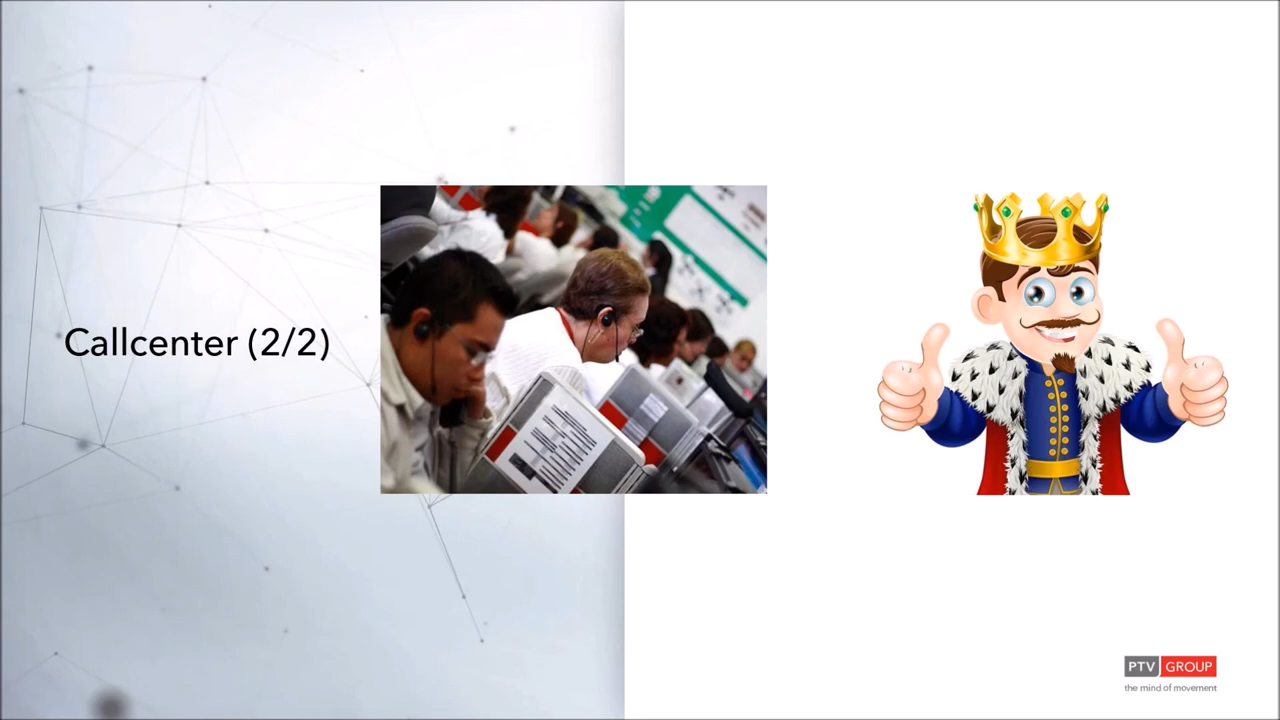 Callcenter (2/2)
PTV GROUP
the mind of movement